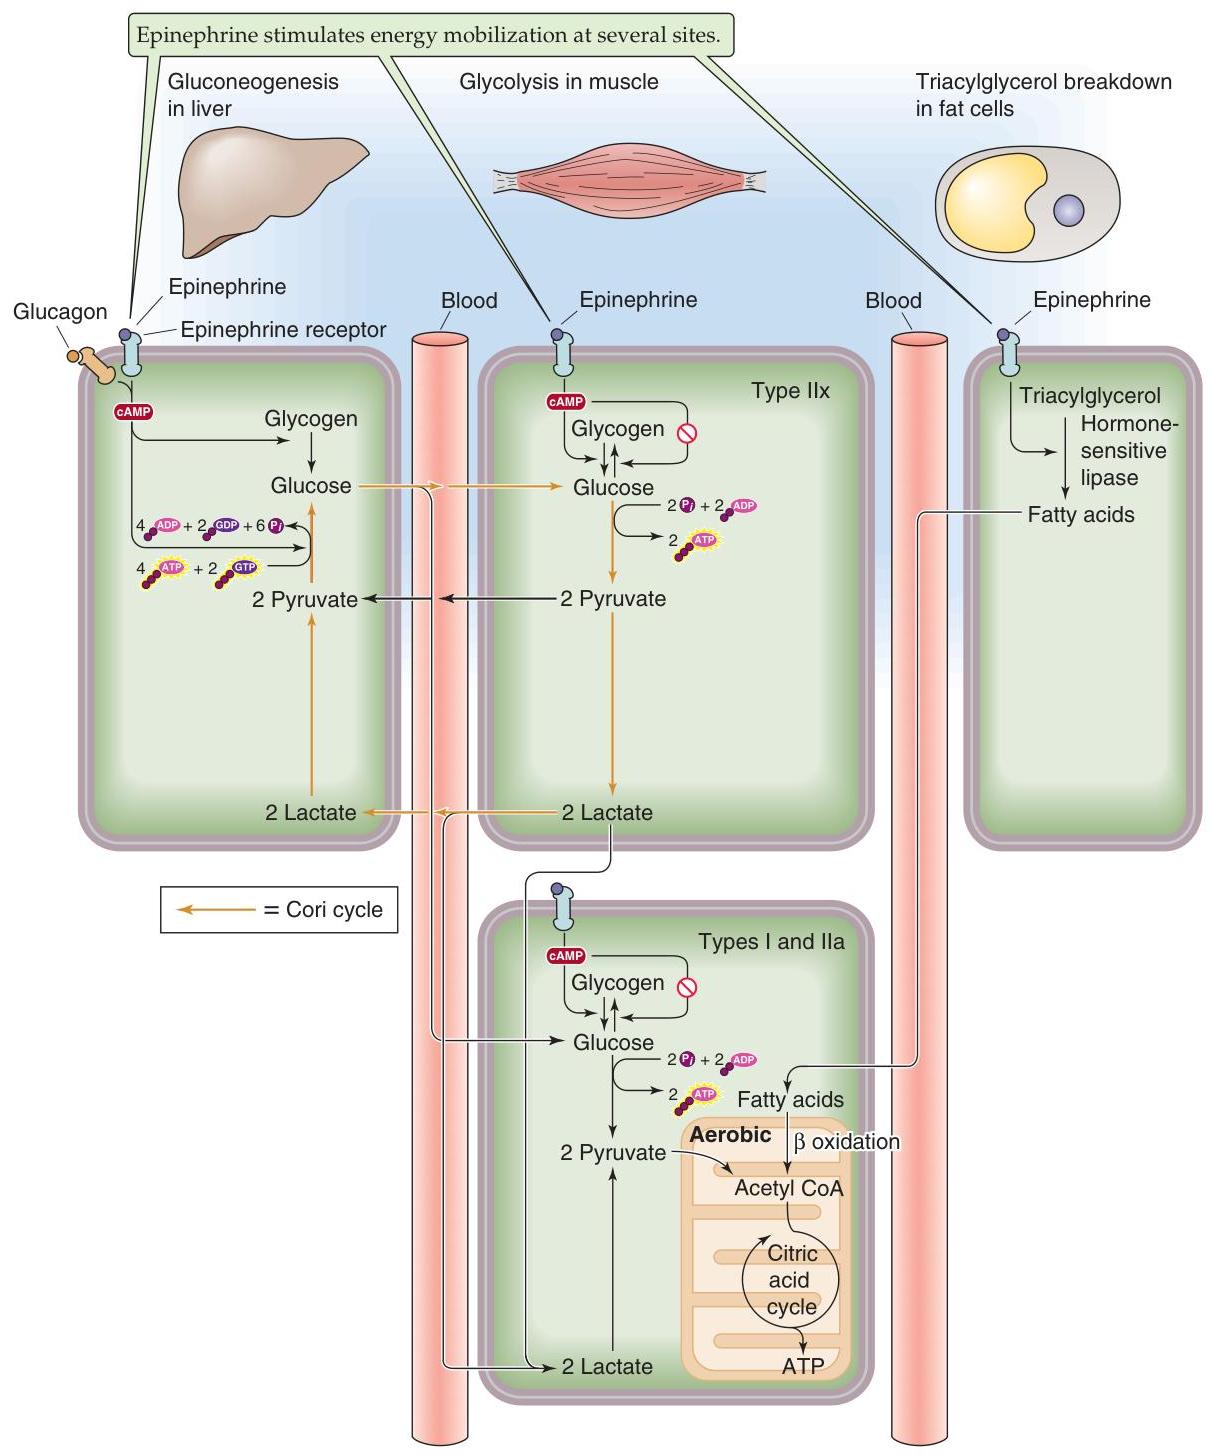 Epinephrine stimulates energy mobilization at several sites.
Gluconeogenesis
in liver
Glycolysis in muscle
Triacylglycerol breakdown
in fat cells
Glucagon
Epinephrine
Epinephrine receptor
cAMP
Glycogen
Glucose
4 ADP + 2 GDP + 6 Pi
4 ATP + 2 GTP
2 Pyruvate
2 Lactate
Blood
Epinephrine
Type IIx
cAMP
Glycogen
Glucose
2 Pi + 2 ADP
2 ATP
2 Pyruvate
2 Lactate
Blood
Epinephrine
Triacylglycerol
Hormone-
sensitive
lipase
Fatty acids
= Cori cycle
Types I and IIa
cAMP
Glycogen
Glucose
2 Pi + 2 ADP
2 ATP
Fatty acids
Aerobic
β oxidation
2 Pyruvate
Acetyl CoA
Citric
acid
cycle
ATP
2 Lactate